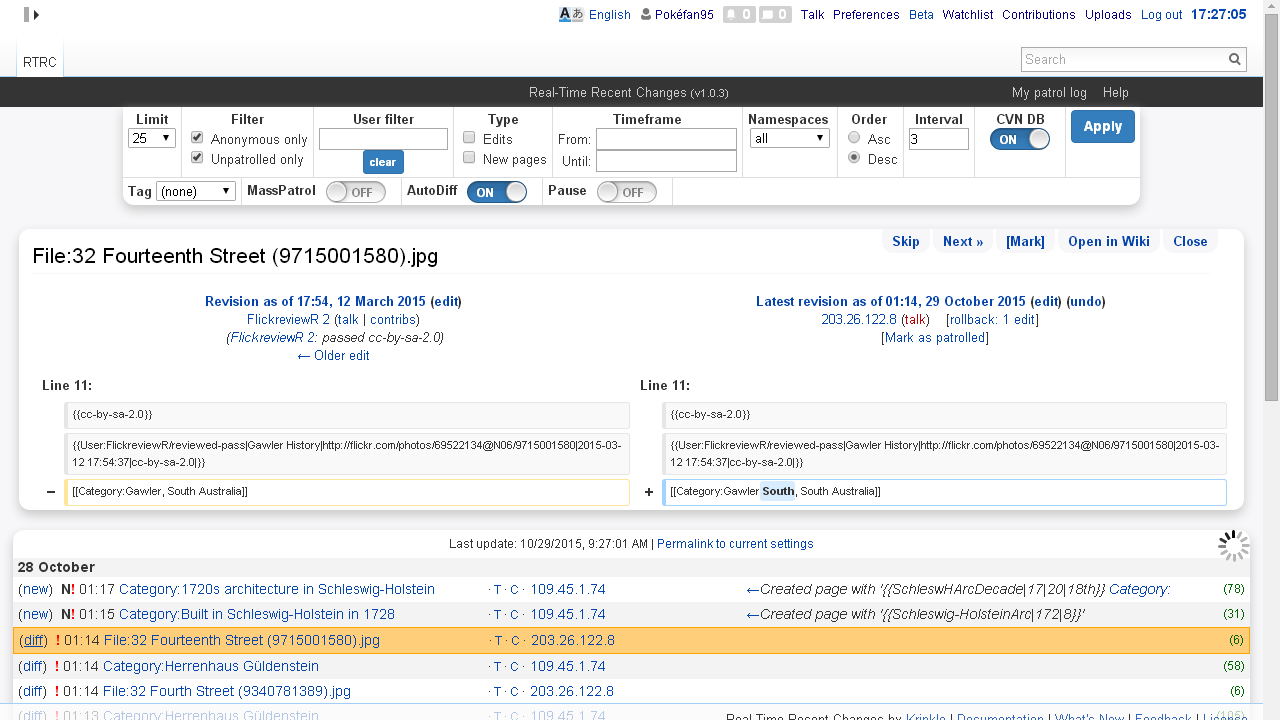 Aあ English Pokéfan95 0 0 Talk Preferences Beta Watchlist Contributions Uploads Log out 17:27:05
RTRC
Search
Real-Time Recent Changes (v1.0.3) My patrol log Help
Limit Filter User filter Type Timeframe Namespaces Order Interval CVN DB
25 Anonymous only Edits From: all Asc 3 ON Apply
Unpatrolled only clear New pages Until: Desc
Tag (none) MassPatrol OFF AutoDiff ON Pause OFF
Skip Next » [Mark] Open in Wiki Close
File:32 Fourteenth Street (9715001580).jpg
Revision as of 17:54, 12 March 2015 (edit) Latest revision as of 01:14, 29 October 2015 (edit) (undo)
FlickreviewR 2 (talk | contribs) 203.26.122.8 (talk) [rollback: 1 edit]
(FlickreviewR 2: passed cc-by-sa-2.0) [Mark as patrolled]
← Older edit
Line 11: Line 11:
{{cc-by-sa-2.0}} {{cc-by-sa-2.0}}
{{User:FlickreviewR/reviewed-pass|Gawler History|http://flickr.com/photos/69522134@N06/9715001580|2015-03- {{User:FlickreviewR/reviewed-pass|Gawler History|http://flickr.com/photos/69522134@N06/9715001580|2015-03-
12 17:54:37|cc-by-sa-2.0|}} 12 17:54:37|cc-by-sa-2.0|}}
− [[Category:Gawler, South Australia]] + [[Category:Gawler South, South Australia]]
Last update: 10/29/2015, 9:27:01 AM | Permalink to current settings
28 October
(new) N! 01:17 Category:1720s architecture in Schleswig-Holstein · T · C · 109.45.1.74 ←Created page with '{{SchleswHArcDecade|17|20|18th}} Category: (78)
(new) N! 01:15 Category:Built in Schleswig-Holstein in 1728 · T · C · 109.45.1.74 ←Created page with '{{Schleswig-HolsteinArc|172|8}}' (31)
(diff) ! 01:14 File:32 Fourteenth Street (9715001580).jpg · T · C · 203.26.122.8 (6)
(diff) ! 01:14 Category:Herrenhaus Güldenstein · T · C · 109.45.1.74 (58)
(diff) ! 01:14 File:32 Fourth Street (9340781389).jpg · T · C · 203.26.122.8 (6)
(diff) ! 01:13 Category:Herrenhaus Güldenstein · T · C · 109.45.1.74 (105)
Real-Time Recent Changes by Krinkle | Documentation | What's New | Feedback | License